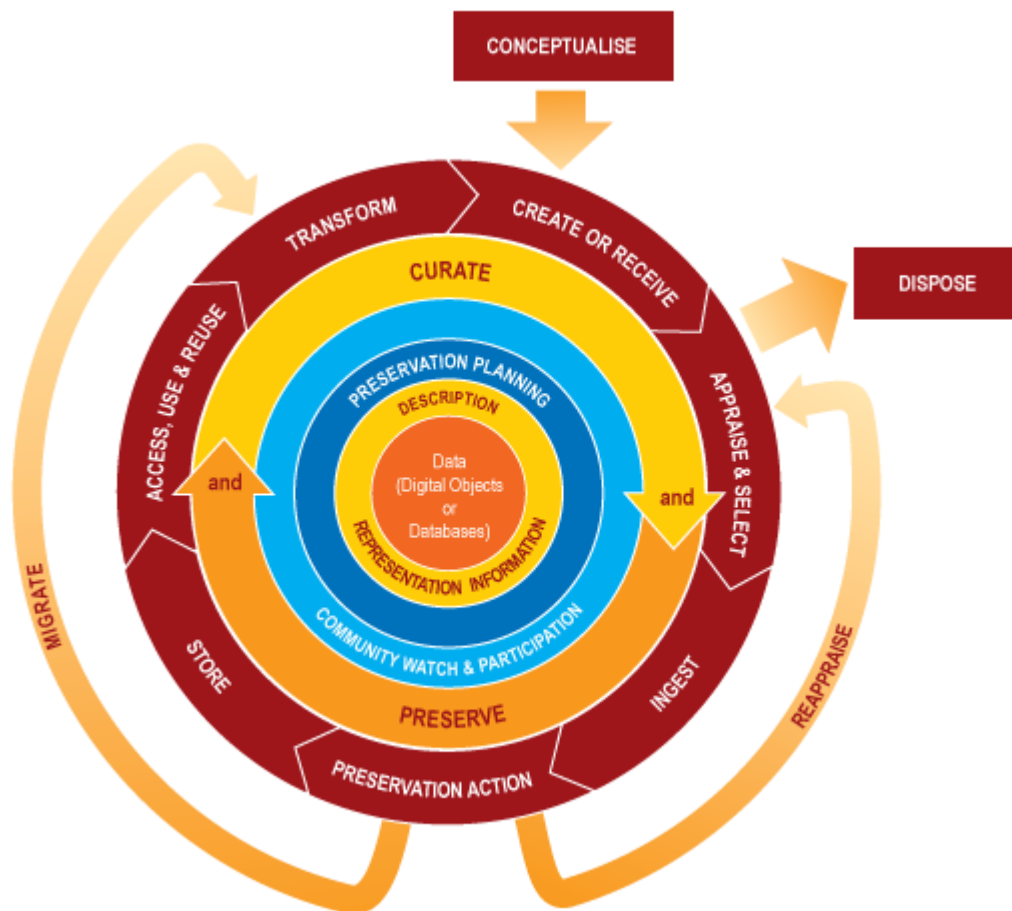 CONCEPTUALISE
DISPOSE
TRANSFORM
CREATE OR RECEIVE
APPRAISE & SELECT
INGEST
PRESERVATION ACTION
STORE
ACCESS, USE & REUSE
CURATE
and
PRESERVE
and
COMMUNITY WATCH & PARTICIPATION
PRESERVATION PLANNING
DESCRIPTION
REPRESENTATION INFORMATION
Data
(Digital Objects
or
Databases)
MIGRATE
REAPPRAISE